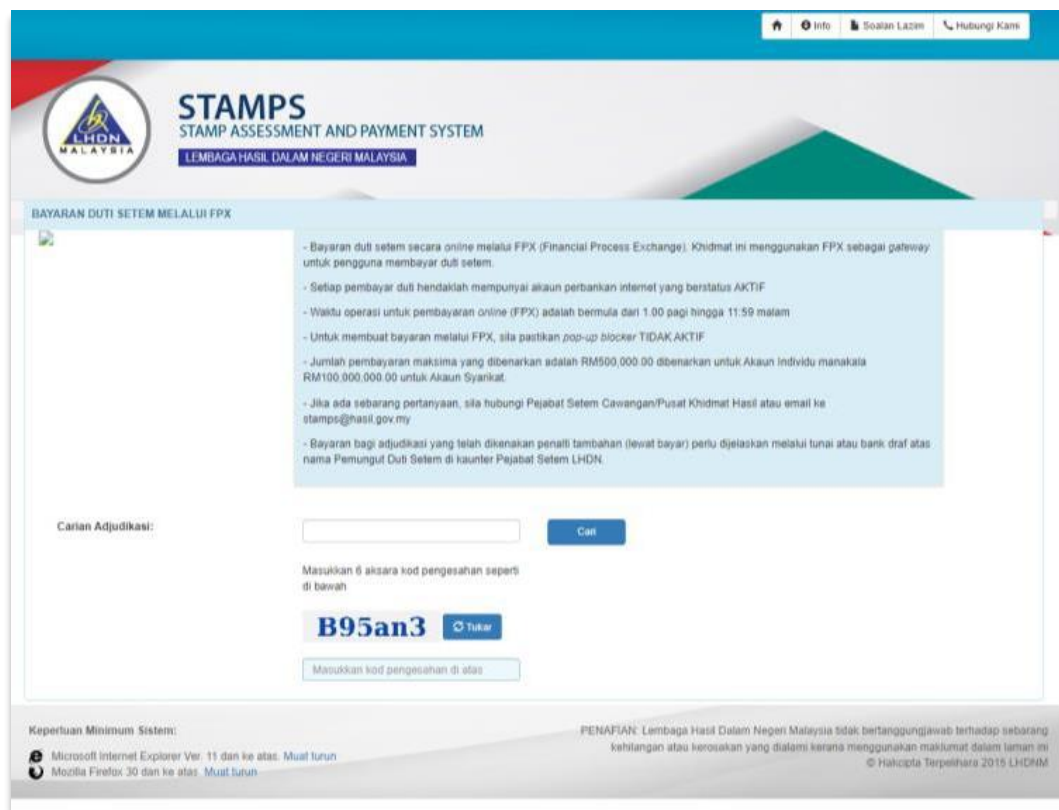 Info Soalan Lazim Hubungi Kami
LHDN
MALAYSIA
STAMPS
STAMP ASSESSMENT AND PAYMENT SYSTEM
LEMBAGA HASIL DALAM NEGERI MALAYSIA
BAYARAN DUTI SETEM MELALUI FPX
- Bayaran duti setem secara online melalui FPX (Financial Process Exchange). Khidmat ini menggunakan FPX sebagai gateway
untuk pengguna membayar duti setem.
- Setiap pembayar duti hendaklah mempunyai akaun perbankan internet yang berstatus AKTIF
- Waktu operasi untuk pembayaran online (FPX) adalah bermula dari 1.00 pagi hingga 11:59 malam
- Untuk membuat bayaran melalui FPX, sila pastikan pop-up blocker TIDAK AKTIF
- Jumlah pembayaran maksima yang dibenarkan adalah RM500,000.00 dibenarkan untuk Akaun Individu manakala
RM100,000,000.00 untuk Akaun Syarikat.
- Jika ada sebarang pertanyaan, sila hubungi Pejabat Setem Cawangan/Pusat Khidmat Hasil atau email ke
stamps@hasil.gov.my
- Bayaran bagi adjudikasi yang telah dikenakan penalti tambahan (lewat bayar) perlu dijelaskan melalui tunai atau bank draf atas
nama Pemungut Duti Setem di kaunter Pejabat Setem LHDN.
Carian Adjudikasi:
Cari
Masukkan 6 aksara kod pengesahan seperti
di bawah
B95an3 Tukar
Masukkan kod pengesahan di atas
Keperluan Minimum Sistem:
Microsoft Internet Explorer Ver. 11 dan ke atas. Muat turun
Mozilla Firefox 30 dan ke atas. Muat turun
PENAFIAN: Lembaga Hasil Dalam Negeri Malaysia tidak bertanggungjawab terhadap sebarang
kehilangan atau kerosakan yang dialami kerana menggunakan maklumat dalam laman ini
© Hakcipta Terpelihara 2015 LHDNM